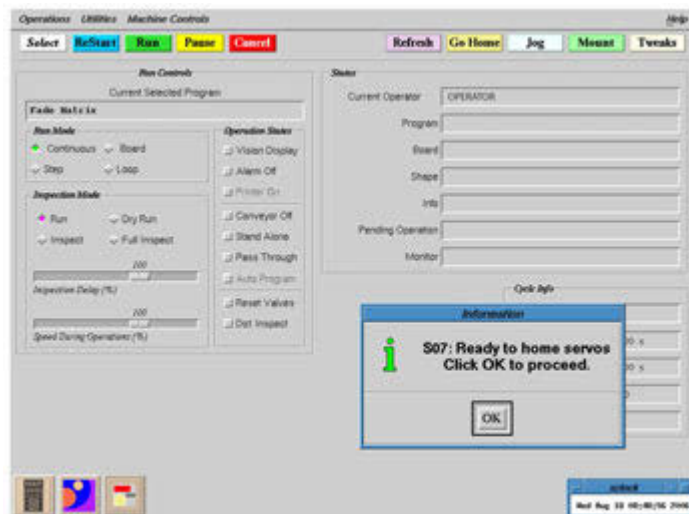 Operations Utilities Machine Controls Help
Select ReStart Run Pause Cancel Refresh Go Home Jog Mount Tweaks
Run Controls
Current Selected Program
Fade Matrix
Run Mode
Continuous Board
Step Loop
Inspection Mode
Run Dry Run
Inspect Full Inspect
100
Inspection Delay (%)
100
Speed During Operations (%)
Operation States
Vision Display
Alarm Off
Printer On
Conveyor Off
Stand Alone
Pass Through
Auto Program
Reset Valves
Dot Inspect
Status
Current Operator OPERATOR
Program
Board
Shape
Info
Pending Operation
Monitor
Cycle Info
Information
S07: Ready to home servos
Click OK to proceed.
OK